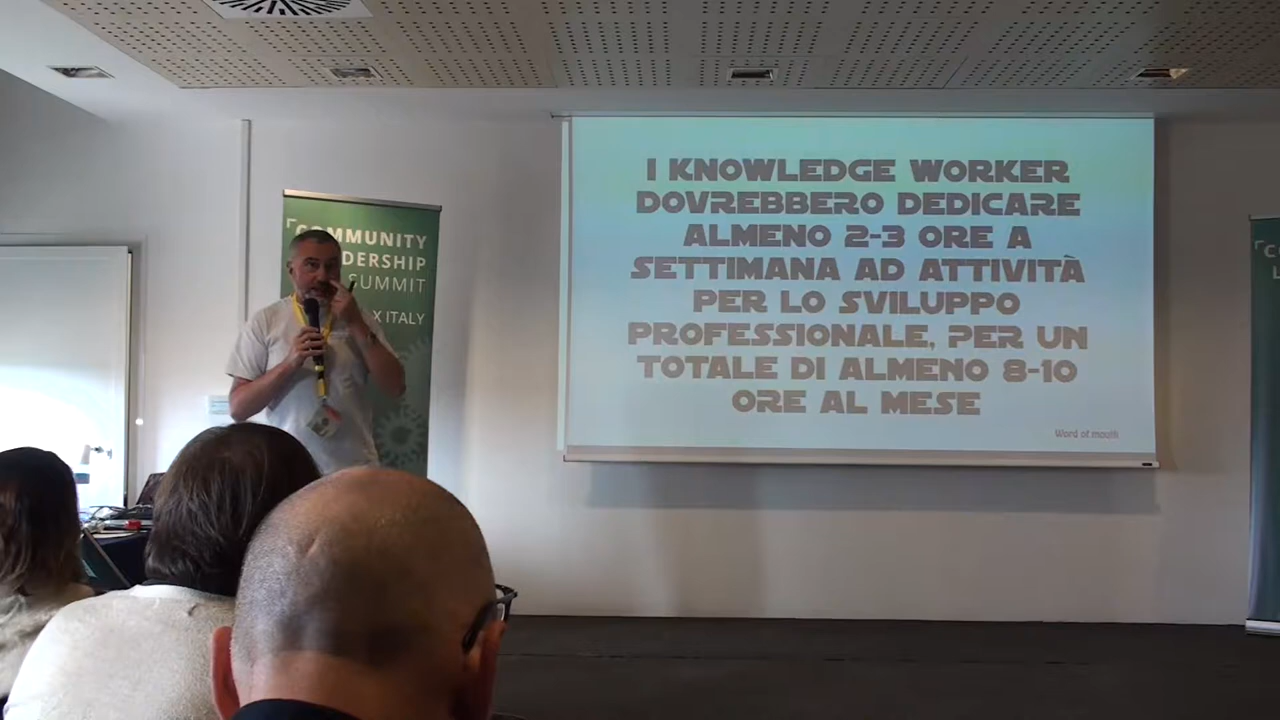 COMMUNITY
DERSHIP
SUMMIT
X ITALY
I KNOWLEDGE WORKER
DOVREBBERO DEDICARE
ALMENO 2-3 ORE A
SETTIMANA AD ATTIVITÀ
PER LO SVILUPPO
PROFESSIONALE, PER UN
TOTALE DI ALMENO 8-10
ORE AL MESE
Word of mouth